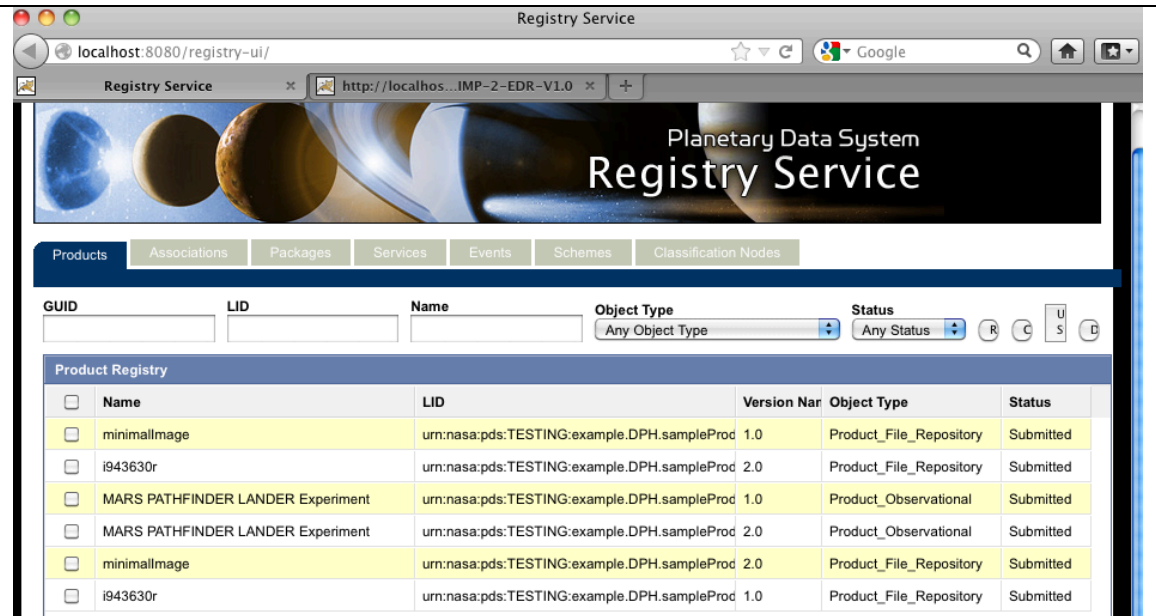 Registry Service
localhost:8080/registry-ui/
Google
Registry Service
http://localhos...IMP-2-EDR-V1.0
Planetary Data System
Registry Service
Products Associations Packages Services Events Schemes Classification Nodes
GUID LID Name Object Type Status
Any Object Type Any Status R C U S D
Product Registry
Name LID Version Nar Object Type Status
minimalImage urn:nasa:pds:TESTING:example.DPH.sampleProd 1.0 Product_File_Repository Submitted
i943630r urn:nasa:pds:TESTING:example.DPH.sampleProd 2.0 Product_File_Repository Submitted
MARS PATHFINDER LANDER Experiment urn:nasa:pds:TESTING:example.DPH.sampleProd 1.0 Product_Observational Submitted
MARS PATHFINDER LANDER Experiment urn:nasa:pds:TESTING:example.DPH.sampleProd 2.0 Product_Observational Submitted
minimalImage urn:nasa:pds:TESTING:example.DPH.sampleProd 2.0 Product_File_Repository Submitted
i943630r urn:nasa:pds:TESTING:example.DPH.sampleProd 1.0 Product_File_Repository Submitted